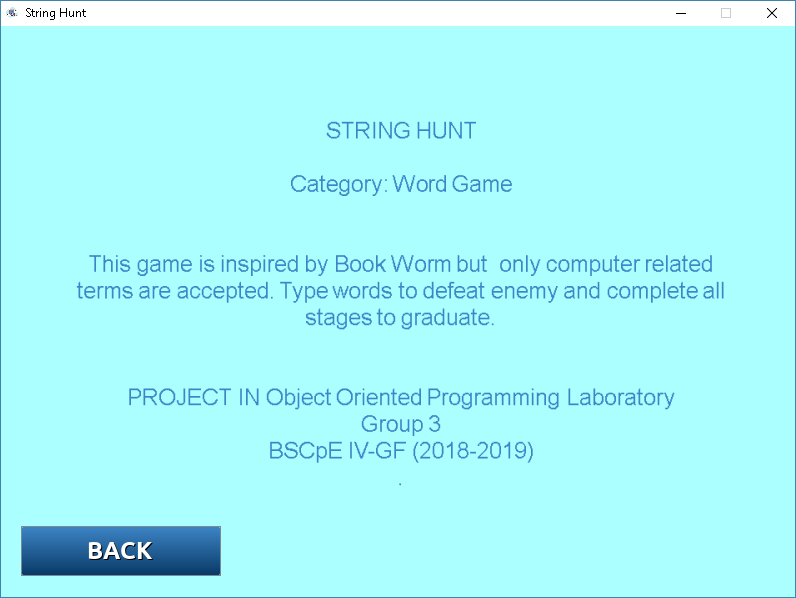 String Hunt
STRING HUNT
Category: Word Game
This game is inspired by Book Worm but  only computer related
terms are accepted. Type words to defeat enemy and complete all
stages to graduate.
PROJECT IN Object Oriented Programming Laboratory
Group 3
BSCpE IV-GF (2018-2019)
.
BACK